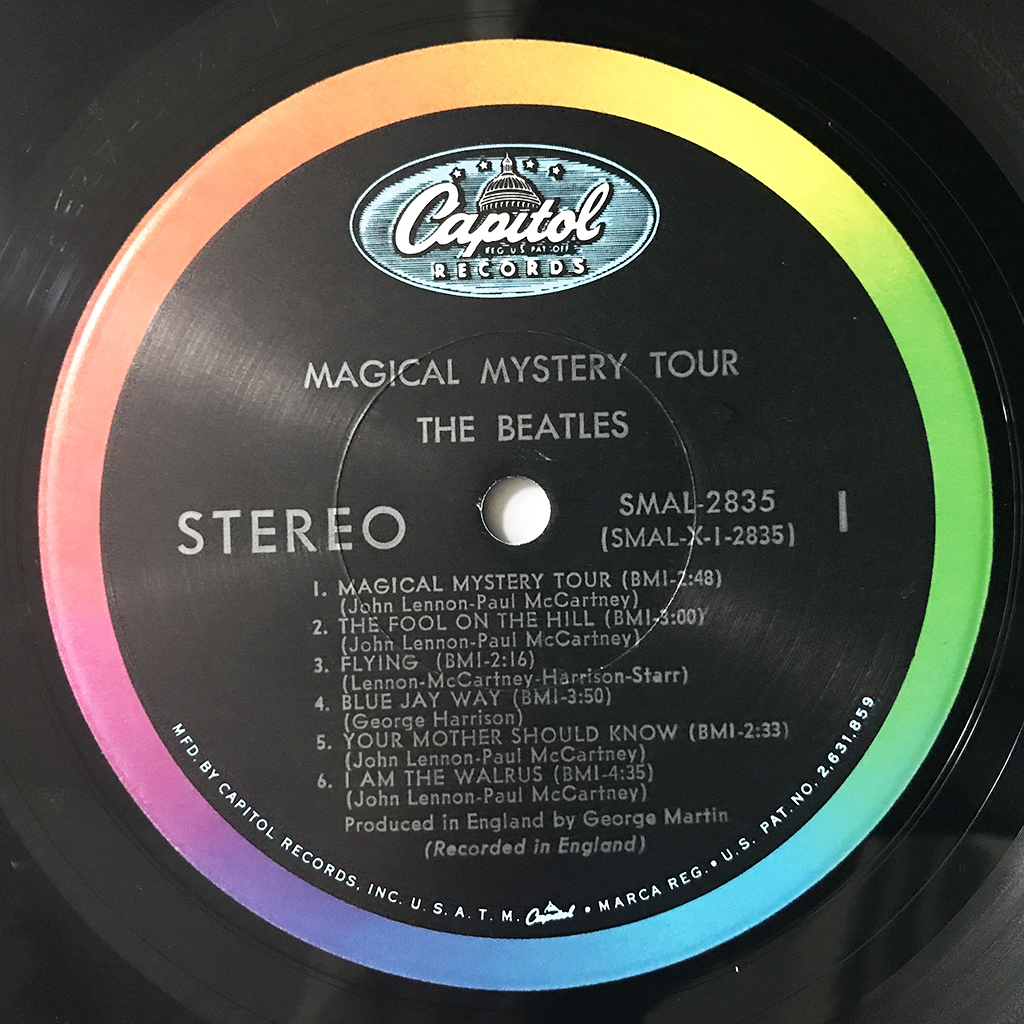 Capitol
REG. U.S. PAT. OFF.
RECORDS
MAGICAL MYSTERY TOUR
THE BEATLES
STEREO
SMAL-2835
(SMAL-X-1-2835)
1
1. MAGICAL MYSTERY TOUR (BMI-2:48)
(John Lennon-Paul McCartney)
2. THE FOOL ON THE HILL (BMI-3:00)
(John Lennon-Paul McCartney)
3. FLYING (BMI-2:16)
(Lennon-McCartney-Harrison-Starr)
4. BLUE JAY WAY (BMI-3:50)
(George Harrison)
5. YOUR MOTHER SHOULD KNOW (BMI-2:33)
(John Lennon-Paul McCartney)
6. I AM THE WALRUS (BMI-4:35)
(John Lennon-Paul McCartney)
Produced in England by George Martin
(Recorded in England)
MFD. BY CAPITOL RECORDS, INC. U.S.A. T.M. Capitol • MARCA REG. • U.S. PAT. NO. 2,631,859